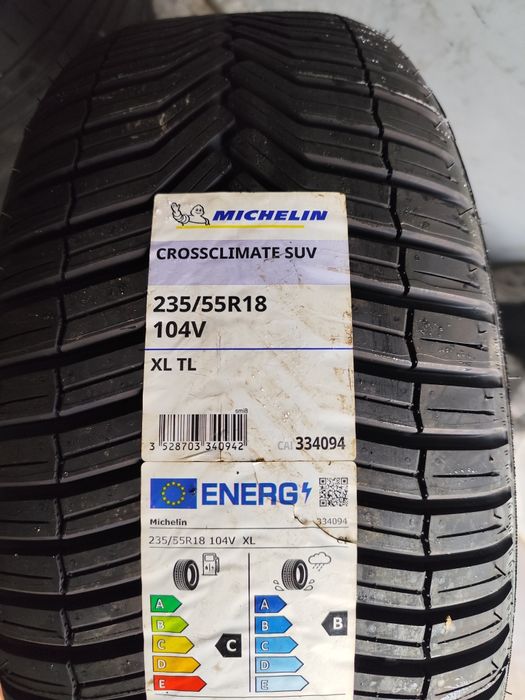 MICHELIN
CROSSCLIMATE SUV
235/55R18
104V
XL TL
smi8
3 528703 340942
CAI 334094
ENERG
Michelin
334094
235/55R18 104V XL
A
A
B
B
B
C
C
C
D
D
E
E